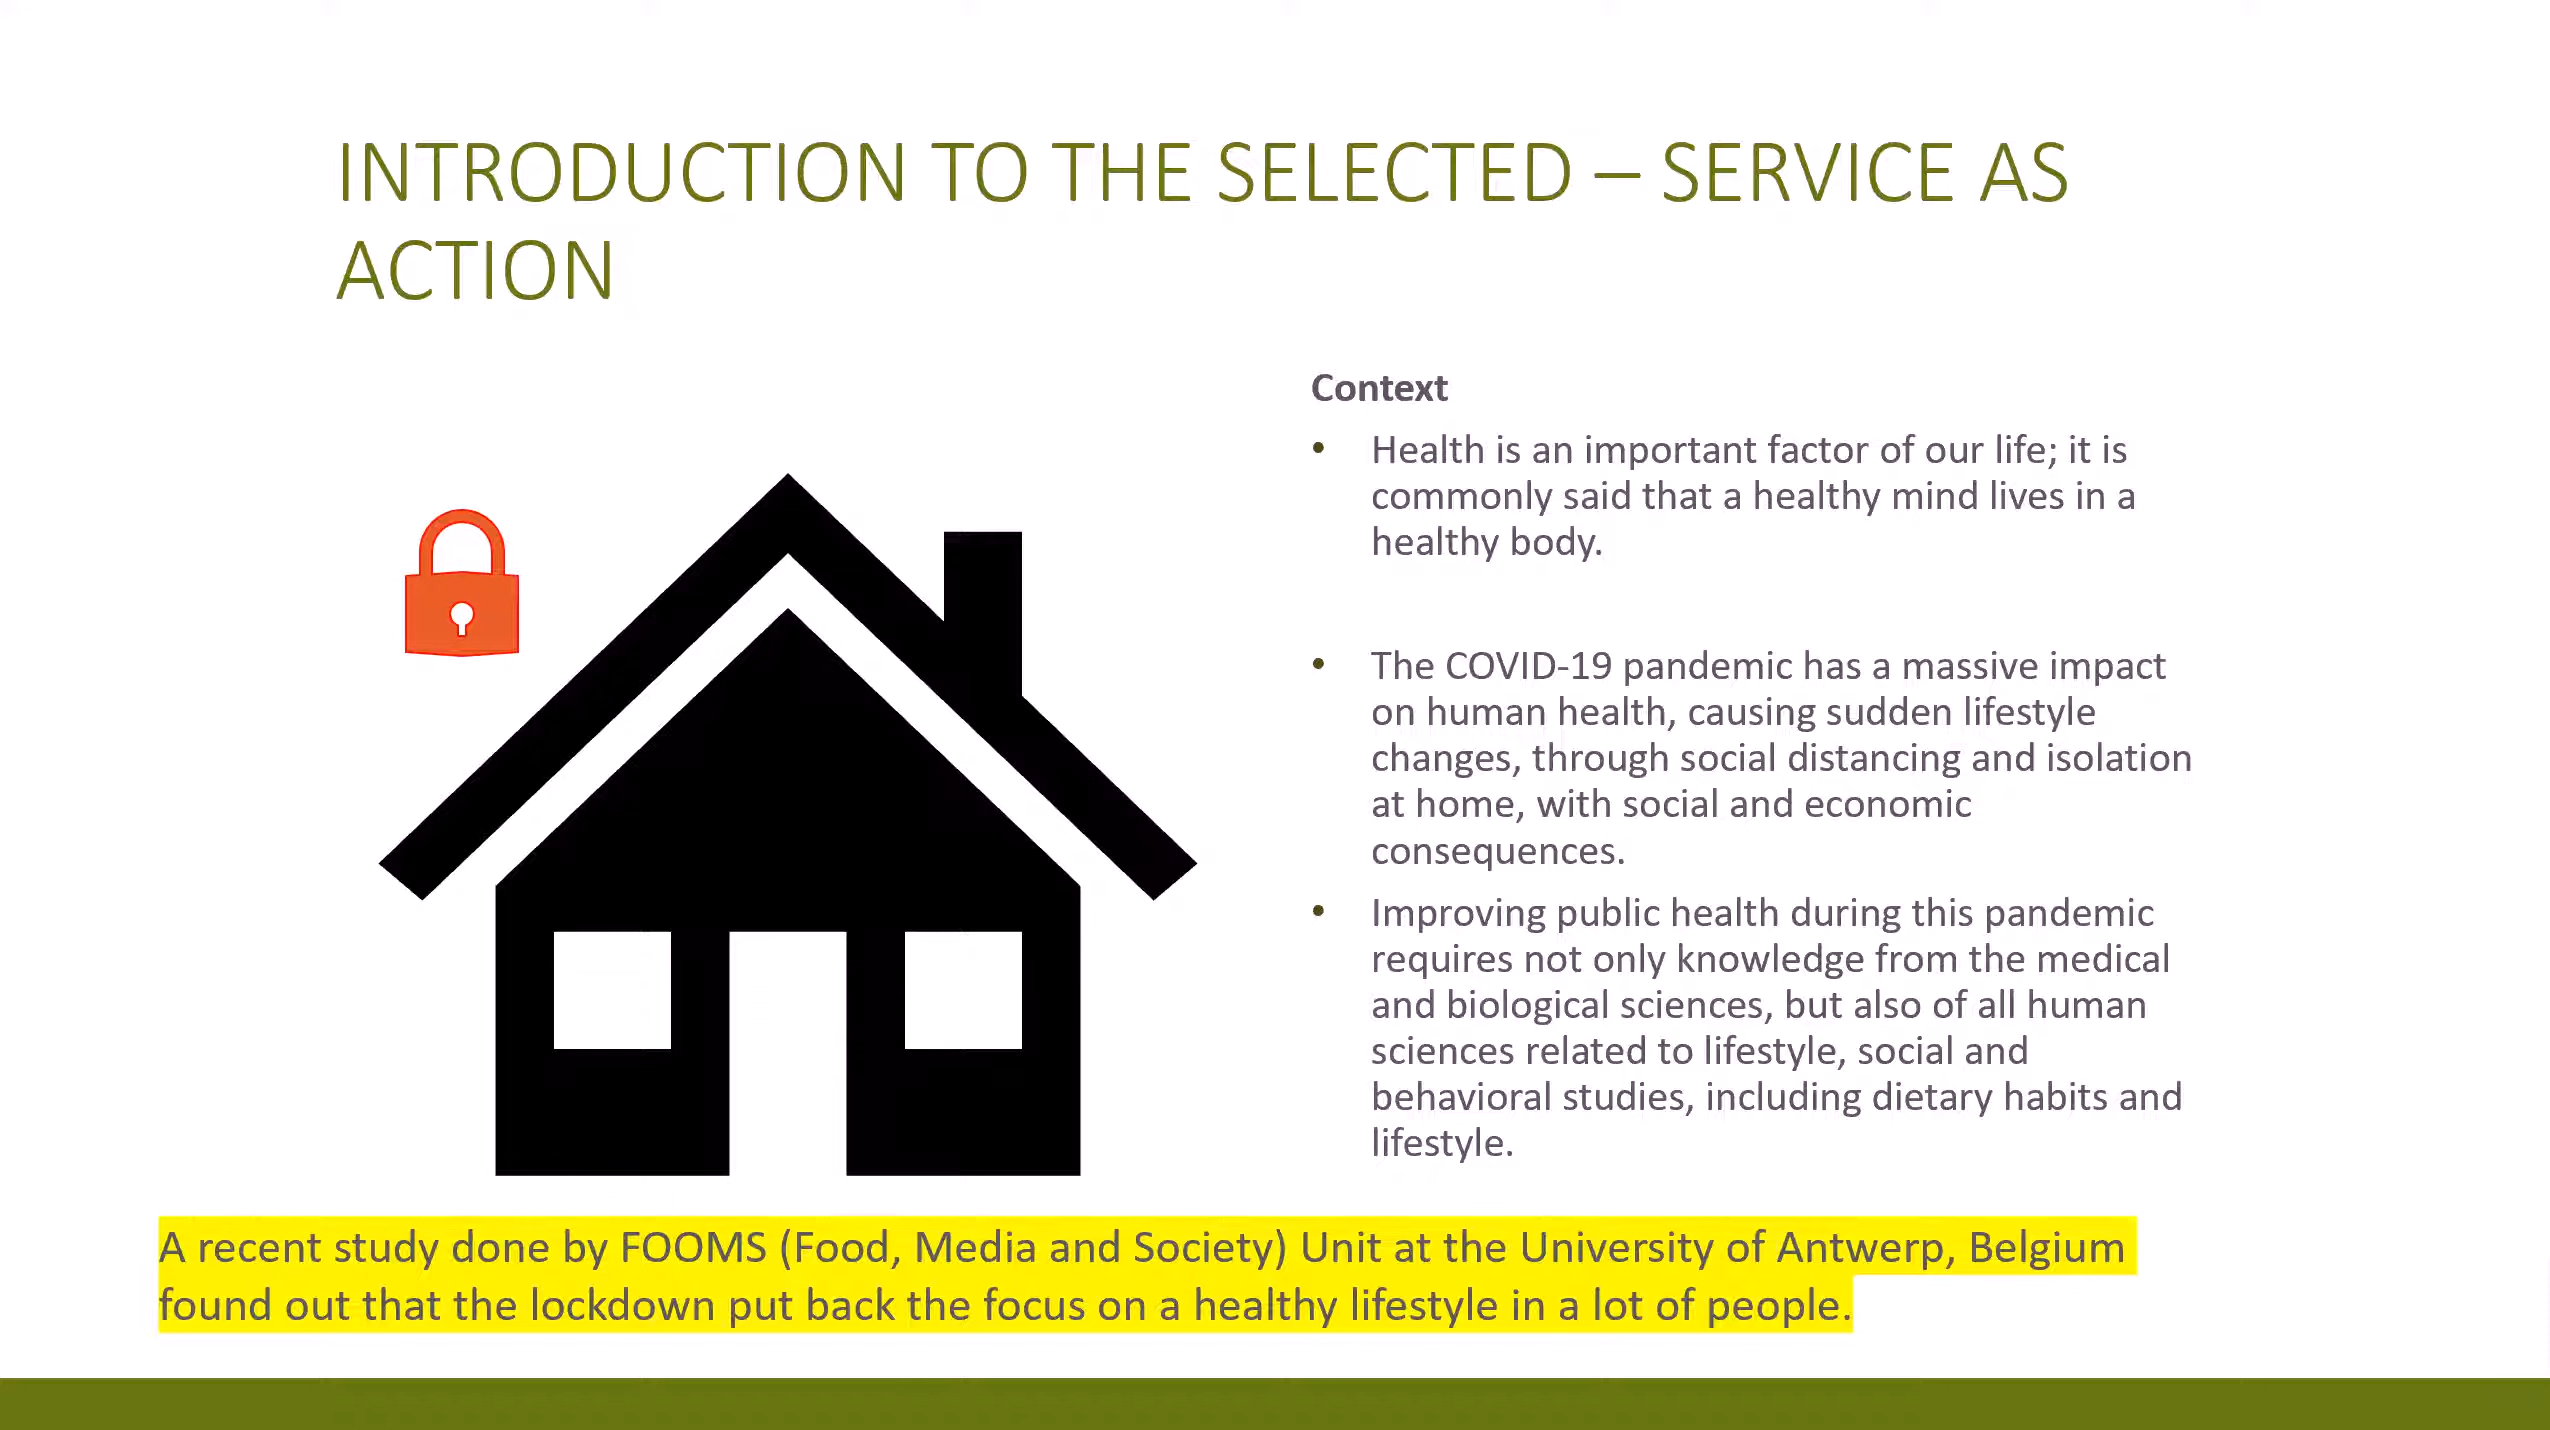 INTRODUCTION TO THE SELECTED – SERVICE AS
ACTION
Context
• Health is an important factor of our life; it is
commonly said that a healthy mind lives in a
healthy body.
• The COVID-19 pandemic has a massive impact
on human health, causing sudden lifestyle
changes, through social distancing and isolation
at home, with social and economic
consequences.
• Improving public health during this pandemic
requires not only knowledge from the medical
and biological sciences, but also of all human
sciences related to lifestyle, social and
behavioral studies, including dietary habits and
lifestyle.
A recent study done by FOOMS (Food, Media and Society) Unit at the University of Antwerp, Belgium
found out that the lockdown put back the focus on a healthy lifestyle in a lot of people.